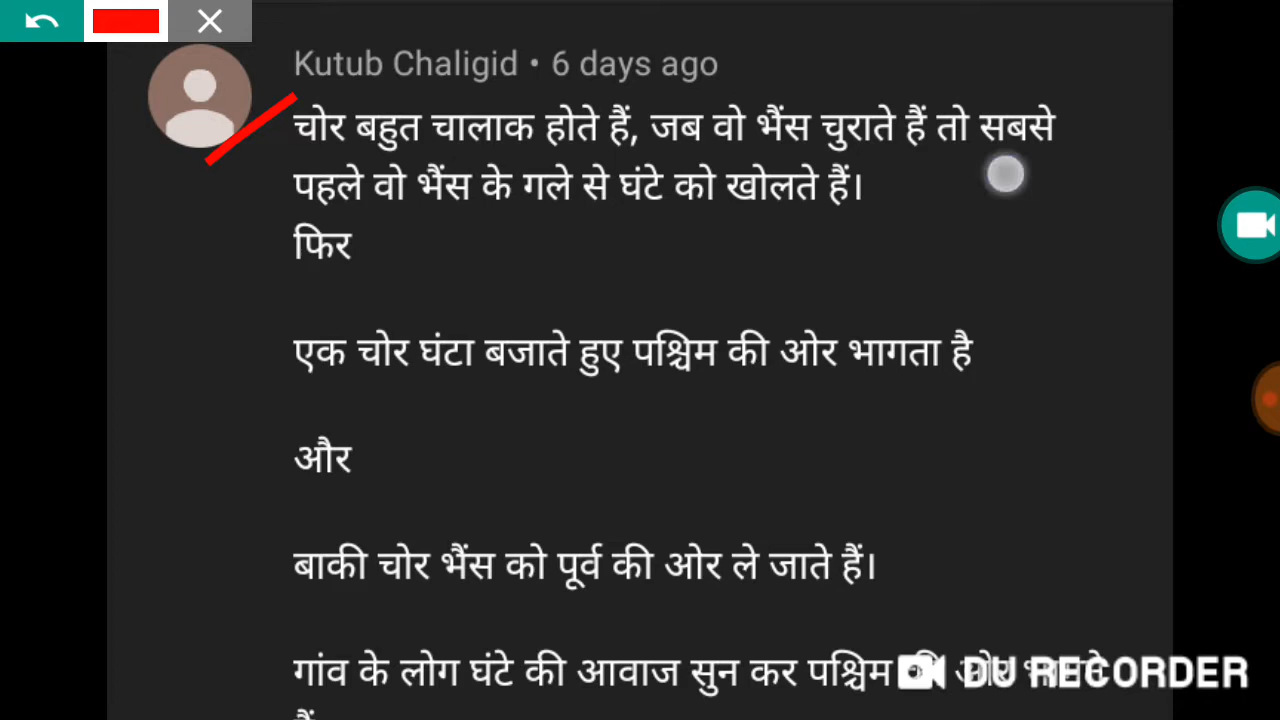 Kutub Chaligid • 6 days ago
चोर बहुत चालाक होते हैं, जब वो भैंस चुराते हैं तो सबसे
पहले वो भैंस के गले से घंटे को खोलते हैं।
फिर
एक चोर घंटा बजाते हुए पश्चिम की ओर भागता है
और
बाकी चोर भैंस को पूर्व की ओर ले जाते हैं।
गांव के लोग घंटे की आवाज सुन कर पश्चिम की ओर
DU RECORDER